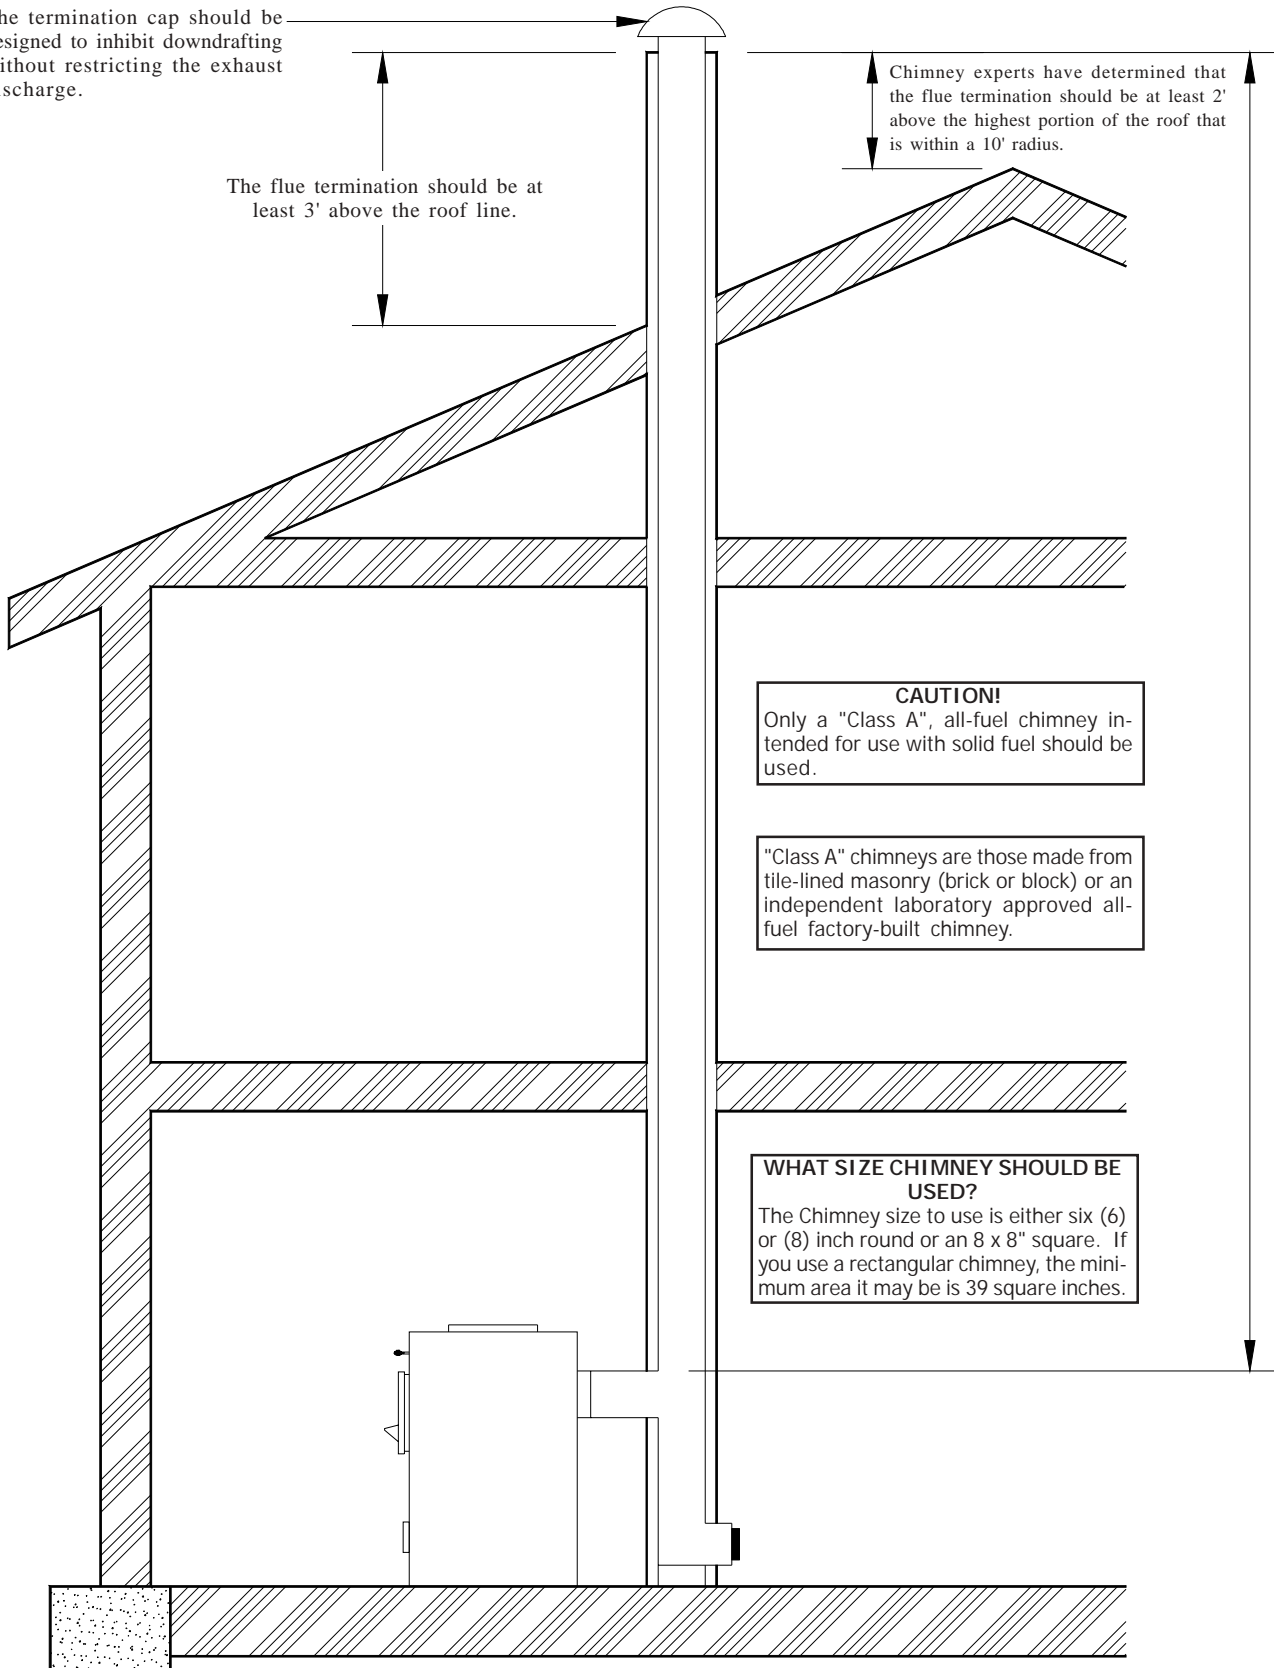 he termination cap should be
esigned to inhibit downdrafting
ithout restricting the exhaust
scharge.
Chimney experts have determined that
the flue termination should be at least 2'
above the highest portion of the roof that
is within a 10' radius.
The flue termination should be at
least 3' above the roof line.
CAUTION!
Only a "Class A", all-fuel chimney in-
tended for use with solid fuel should be
used.
"Class A" chimneys are those made from
tile-lined masonry (brick or block) or an
independent laboratory approved all-
fuel factory-built chimney.
WHAT SIZE CHIMNEY SHOULD BE
USED?
The Chimney size to use is either six (6)
or (8) inch round or an 8 x 8" square. If
you use a rectangular chimney, the mini-
mum area it may be is 39 square inches.